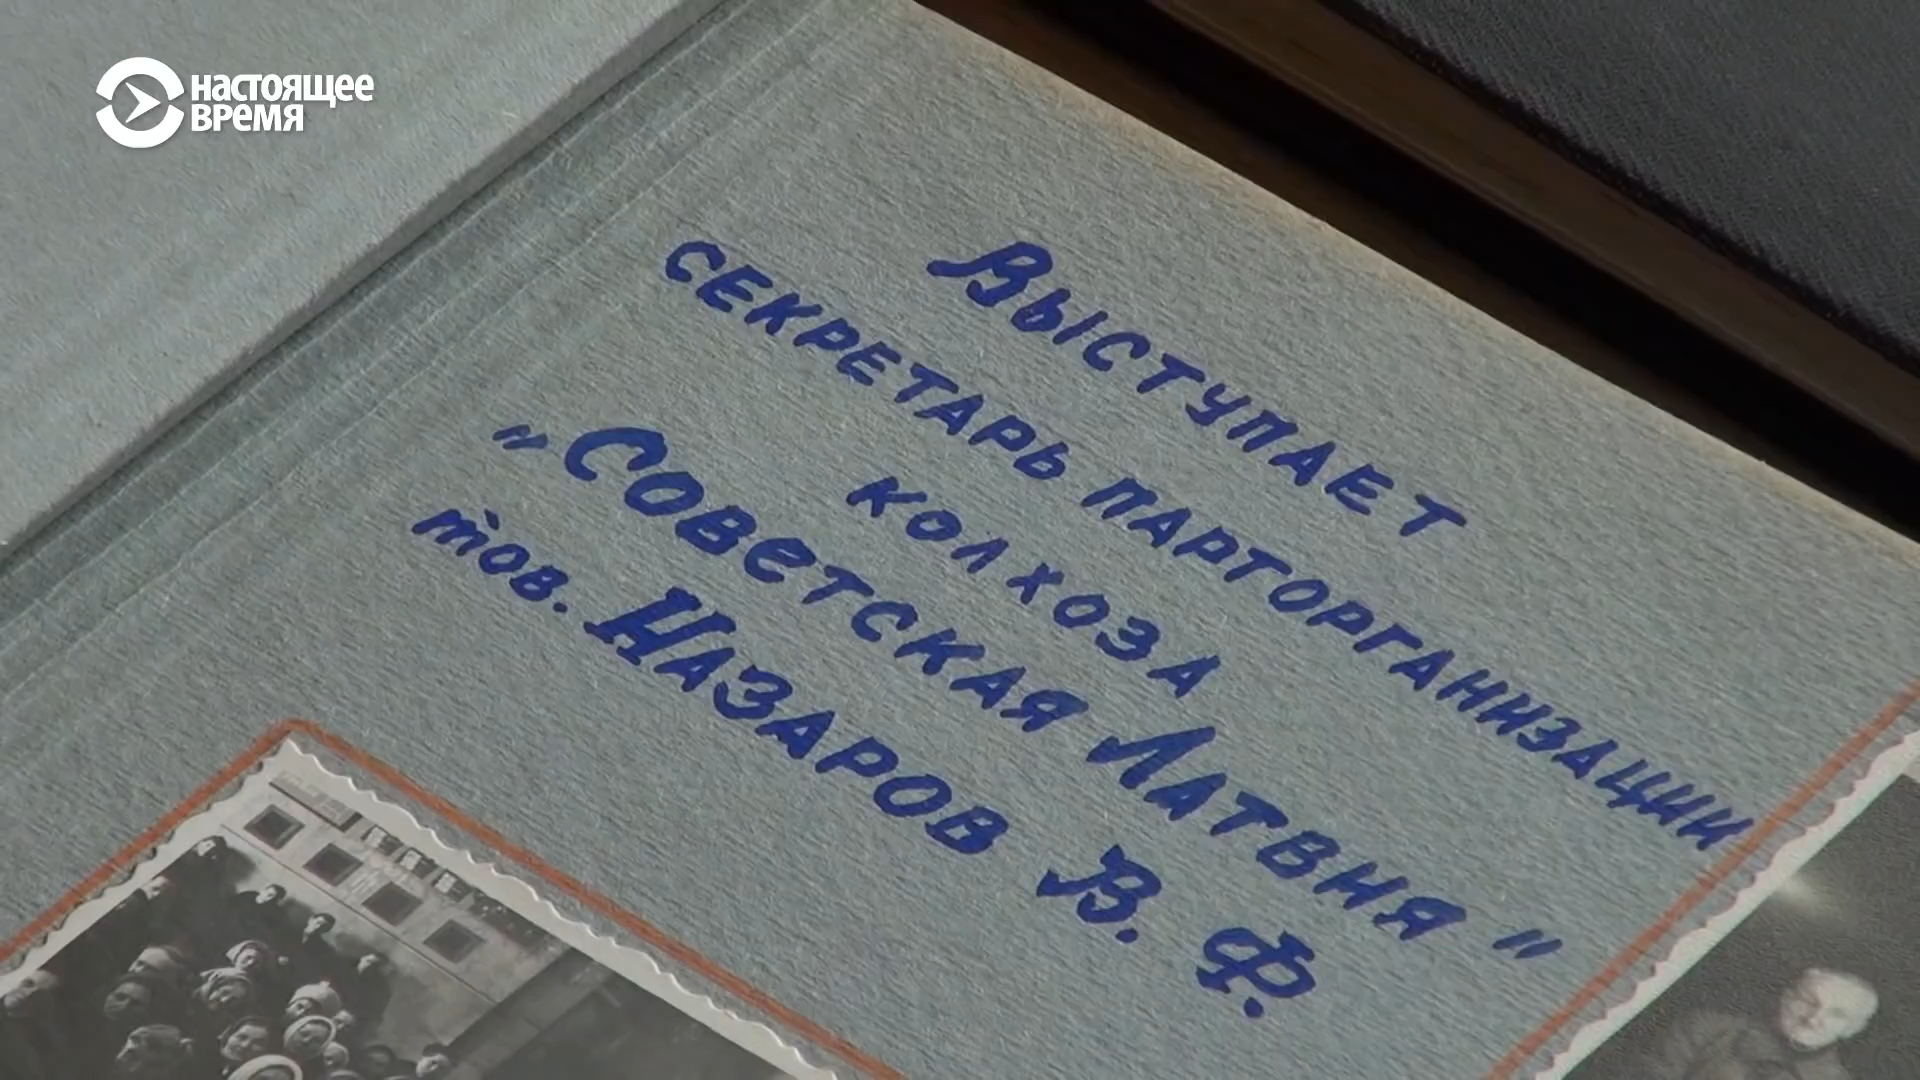 НАСТОЯЩЕЕ
ВРЕМЯ
Выступает
секретарь парторганизации
колхоза
„Советская Латвия"
тов. Назаров В. Ф.